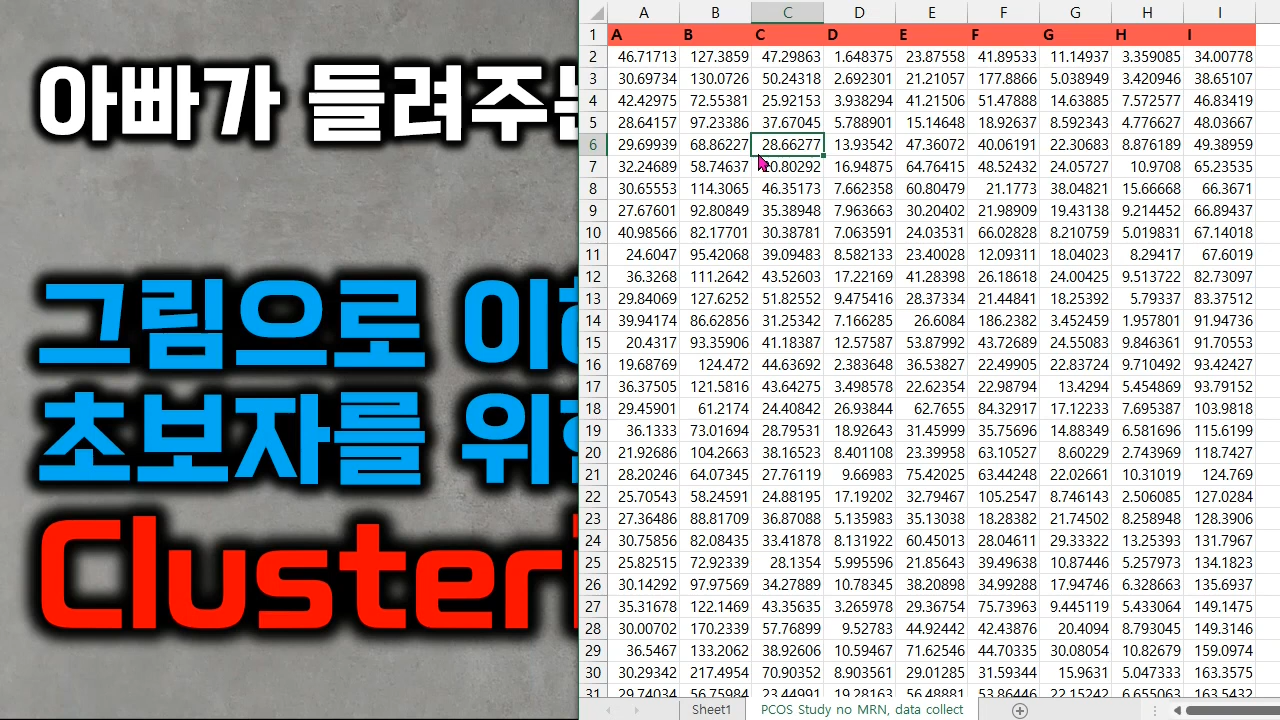 아빠가 들려주는
그림으로 이
초보자를 위
Cluster
A B C D E F G H I
1 A B C D E F G H I
2 46.71713 127.3859 47.29863 1.648375 23.87558 41.89533 11.14937 3.359085 34.00778
3 30.69734 130.0726 50.24318 2.692301 21.21057 177.8866 5.038949 3.420946 38.65107
4 42.42975 72.55381 25.92153 3.938294 41.21506 51.47888 14.63885 7.572577 46.83419
5 28.64157 97.23386 37.67045 5.798901 15.14648 18.92637 8.592343 4.776627 48.03667
6 29.69939 68.86227 28.66277 13.93542 47.36072 40.06191 22.30683 8.876189 49.38959
7 32.24689 58.74637 0.80292 16.94875 64.76415 48.52432 24.05727 10.9708 65.23535
8 30.65553 114.3065 46.35173 7.662358 60.80479 21.1773 38.04821 15.66668 66.3671
9 27.67601 92.80849 35.38948 7.963663 30.20402 21.98909 19.43138 9.214452 66.89437
10 40.98566 82.17701 30.38781 7.063591 24.03531 66.02828 8.210759 5.019831 67.14018
11 24.6047 95.42068 39.09483 8.582133 23.40028 12.09311 18.04023 8.29417 67.6019
12 36.3268 111.2642 43.52603 17.22169 41.28398 26.18618 24.00425 9.513722 82.73097
13 29.84069 127.6252 51.82552 9.475416 28.37334 21.44841 18.25392 5.79337 83.37512
14 39.94174 86.62856 31.25342 7.166285 26.6084 186.2382 3.452459 1.957801 91.94736
15 20.4317 93.35906 41.18387 12.57587 53.87992 43.72689 24.55083 9.846361 91.70553
16 19.68769 124.472 44.63692 2.383648 36.53827 22.49905 22.83724 9.710492 93.42427
17 36.37505 121.5816 43.64275 3.498578 22.62354 22.98794 13.4294 5.454869 93.79152
18 29.45901 61.2174 24.40842 26.93844 62.7655 84.32917 17.12233 7.695387 103.9818
19 36.1333 73.01694 28.79531 18.92643 31.45999 35.75696 14.88349 6.581696 115.6199
20 21.92686 104.2663 38.16523 8.401108 23.39958 63.10527 8.60229 2.743969 118.7427
21 28.20246 64.07345 27.76119 9.66983 75.42025 63.44248 22.02661 10.31019 124.769
22 25.70543 58.24591 24.88195 17.19202 32.79467 105.2547 8.746143 2.506085 127.0284
23 27.36486 88.81709 36.87088 5.135983 35.13038 18.28382 21.74502 8.258948 128.3906
24 30.75856 82.08435 33.41878 8.131922 60.45013 28.04611 29.33322 13.25393 131.7967
25 25.82515 72.92339 28.1354 5.995596 21.85643 39.49638 10.87446 5.257973 134.1823
26 30.14292 97.97569 34.27889 10.78345 38.20898 34.99288 17.94746 6.328663 135.6937
27 35.31678 122.1469 43.35635 3.265978 29.36754 75.73963 9.445119 5.433064 149.1475
28 30.00702 170.2339 57.76899 9.52783 44.92442 42.43876 20.4094 8.793045 149.3146
29 36.5467 133.2062 38.92606 10.59467 71.62546 44.70335 30.08054 10.82679 159.0974
30 30.29342 217.4954 70.90352 8.903561 29.01285 31.59344 15.9631 5.047333 163.3575
31 29.74034 56.75984 23.44991 19.28163 56.48881 53.86446 22.15242 6.655063 163.5432
Sheet1 PCOS Study no MRN, data collect